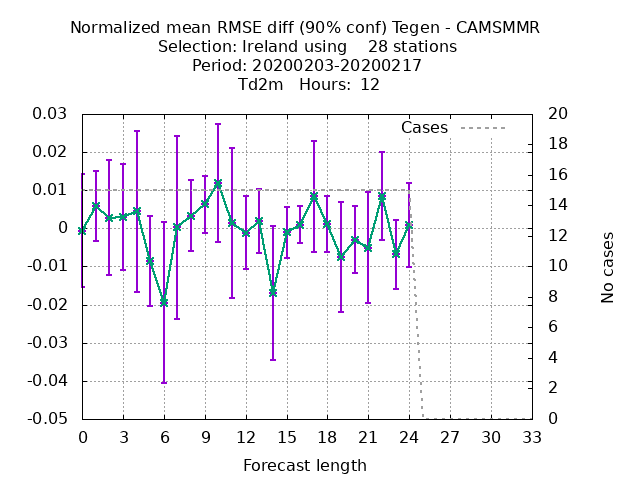 Normalized mean RMSE diff (90% conf) Tegen - CAMSMMR
Selection: Ireland using    28 stations
Period: 20200203-20200217
Td2m   Hours:  12
Cases
0.03
0.02
0.01
0
-0.01
-0.02
-0.03
-0.04
-0.05
20
18
16
14
12
10
8
6
4
2
0
No cases
0 3 6 9 12 15 18 21 24 27 30 33
Forecast length